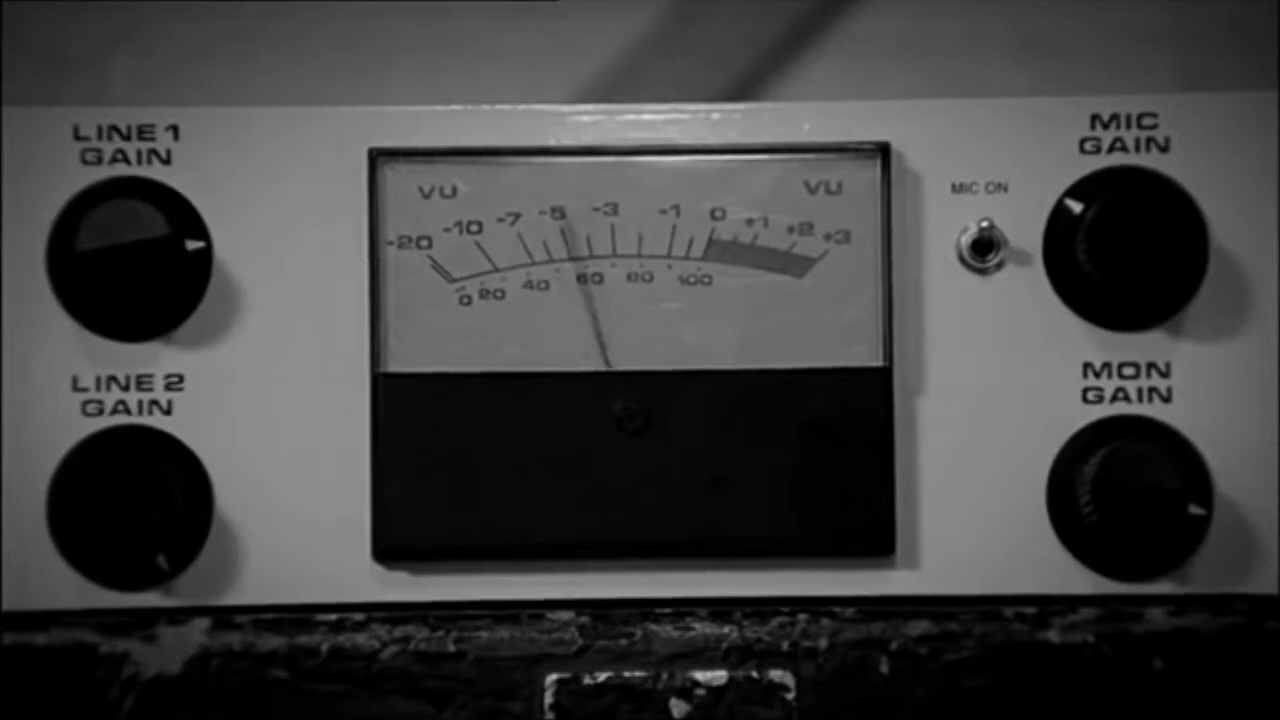 LINE 1
GAIN
LINE 2
GAIN
VU VU
-20 -10 -7 -5 -3 -1 0 +1 +2 +3
0 20 40 60 80 100
MIC ON
MIC
GAIN
MON
GAIN